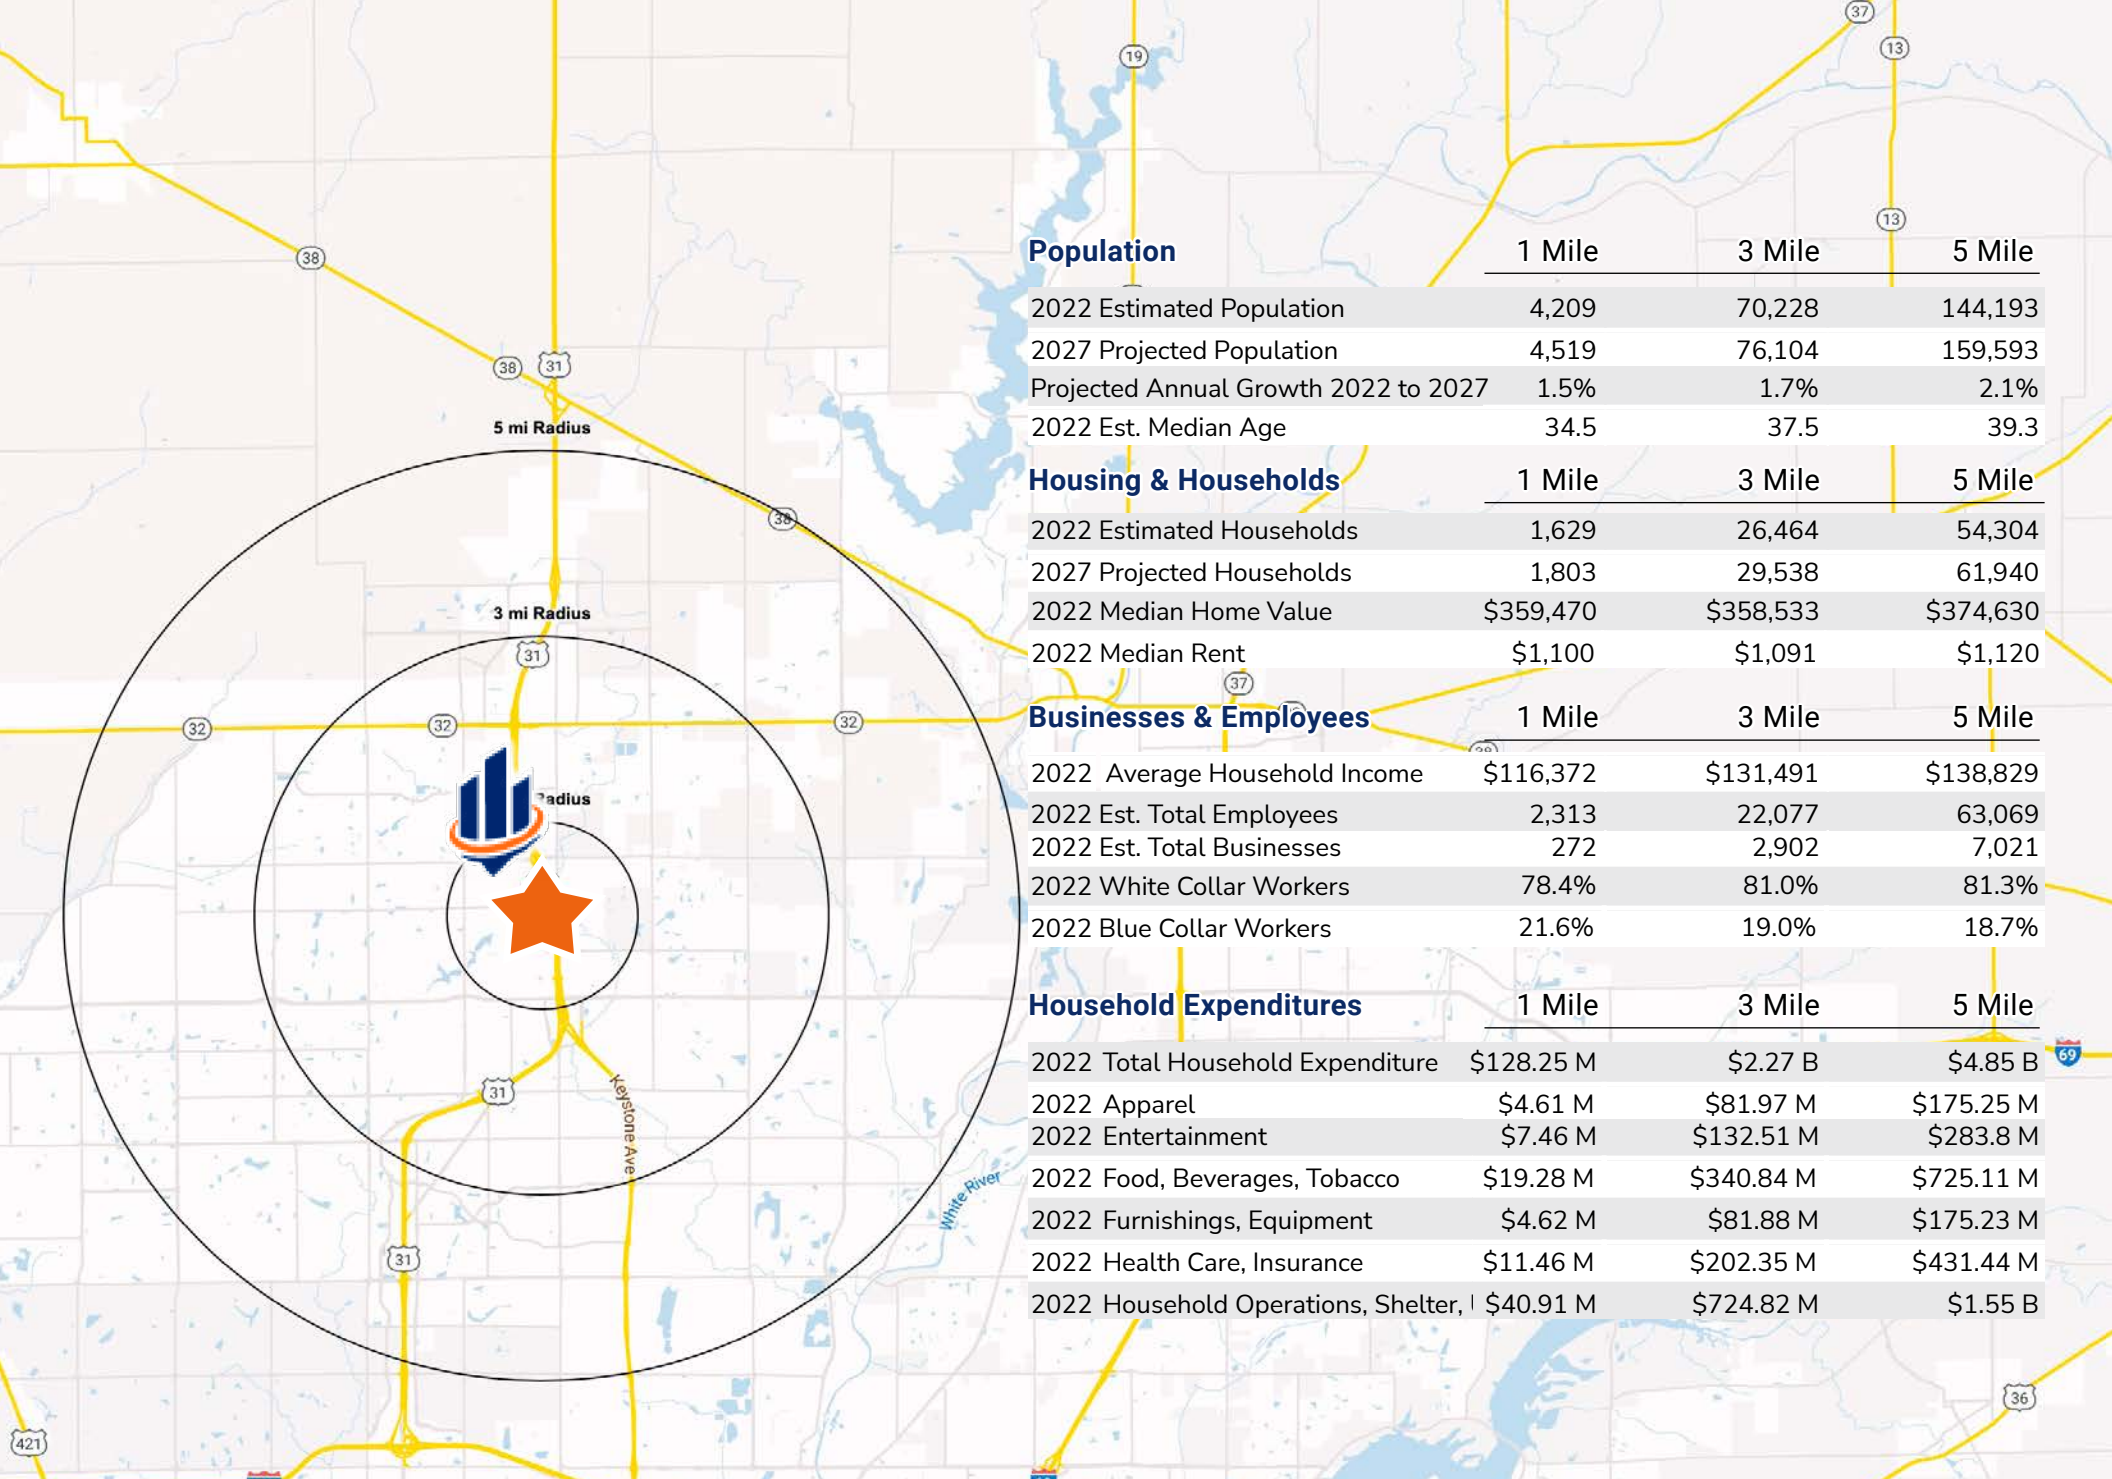 37
19
13
13
38
38
31
5 mi Radius
38
3 mi Radius
31
32
32
32
37
Radius
31
Keystone Ave
31
White River
421
69
36
Population 1 Mile 3 Mile 5 Mile
2022 Estimated Population 4,209 70,228 144,193
2027 Projected Population 4,519 76,104 159,593
Projected Annual Growth 2022 to 2027 1.5% 1.7% 2.1%
2022 Est. Median Age 34.5 37.5 39.3
Housing & Households 1 Mile 3 Mile 5 Mile
2022 Estimated Households 1,629 26,464 54,304
2027 Projected Households 1,803 29,538 61,940
2022 Median Home Value $359,470 $358,533 $374,630
2022 Median Rent $1,100 $1,091 $1,120
Businesses & Employees 1 Mile 3 Mile 5 Mile
2022 Average Household Income $116,372 $131,491 $138,829
2022 Est. Total Employees 2,313 22,077 63,069
2022 Est. Total Businesses 272 2,902 7,021
2022 White Collar Workers 78.4% 81.0% 81.3%
2022 Blue Collar Workers 21.6% 19.0% 18.7%
Household Expenditures 1 Mile 3 Mile 5 Mile
2022 Total Household Expenditure $128.25 M $2.27 B $4.85 B
2022 Apparel $4.61 M $81.97 M $175.25 M
2022 Entertainment $7.46 M $132.51 M $283.8 M
2022 Food, Beverages, Tobacco $19.28 M $340.84 M $725.11 M
2022 Furnishings, Equipment $4.62 M $81.88 M $175.23 M
2022 Health Care, Insurance $11.46 M $202.35 M $431.44 M
2022 Household Operations, Shelter, $40.91 M $724.82 M $1.55 B